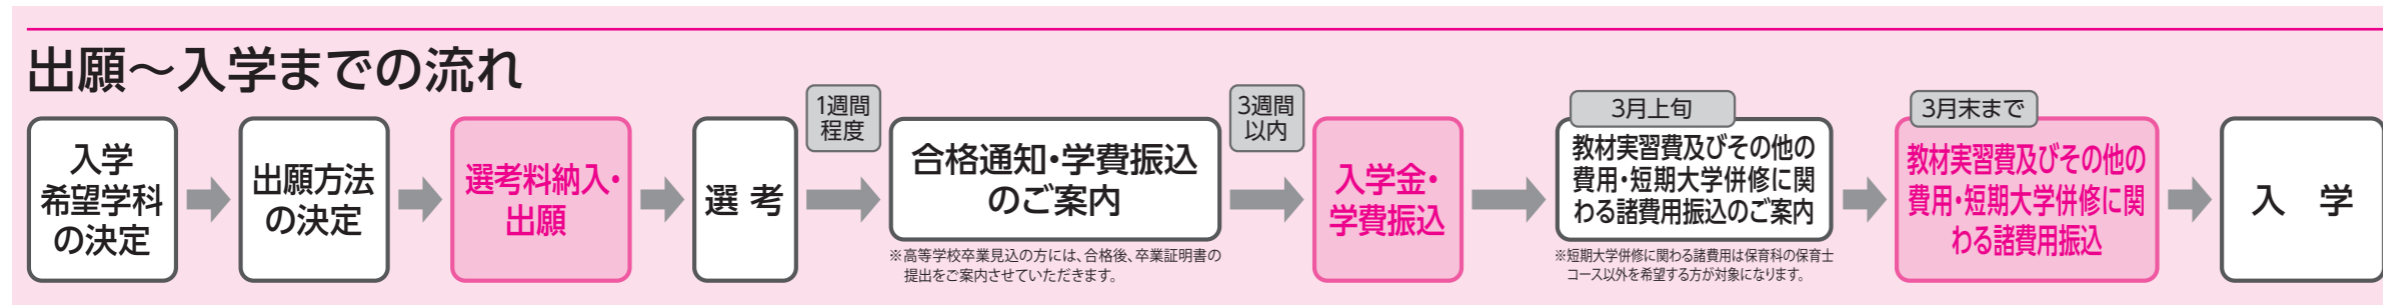 出願～入学までの流れ
入学
希望学科
の決定
出願方法
の決定
選考料納入・
出願
選 考
1週間
程度
合格通知・学費振込
のご案内
※高等学校卒業見込の方には、合格後、卒業証明書の
提出をご案内させていただきます。
3週間
以内
入学金・
学費振込
3月上旬
教材実習費及びその他の
費用・短期大学併修に関
わる諸費用振込のご案内
※短期大学併修に関わる諸費用は保育科の保育士
コース以外を希望する方が対象になります。
3月末まで
教材実習費及びその他の
費用・短期大学併修に関
わる諸費用振込
入 学